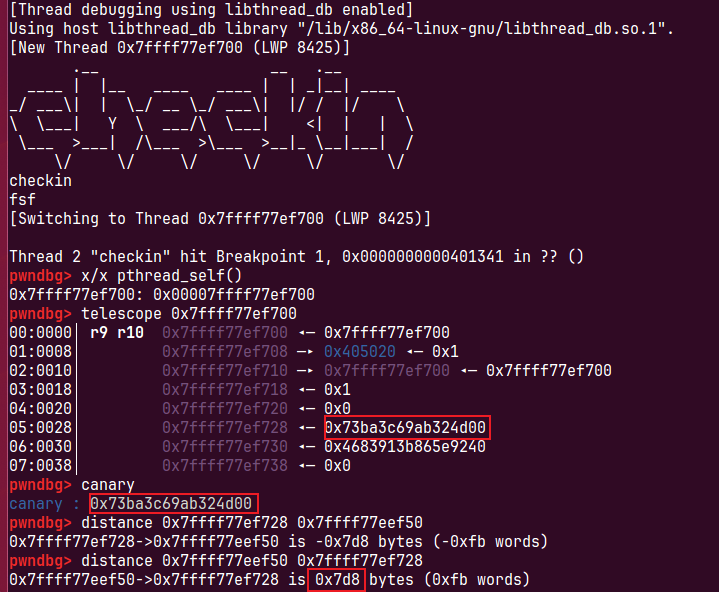 [Thread debugging using libthread_db enabled]
Using host libthread_db library "/lib/x86_64-linux-gnu/libthread_db.so.1".
[New Thread 0x7ffff77ef700 (LWP 8425)]
checkin
checkin
fsf
[Switching to Thread 0x7ffff77ef700 (LWP 8425)]
Thread 2 "checkin" hit Breakpoint 1, 0x0000000000401341 in ?? ()
pwndbg> x/x pthread_self()
0x7ffff77ef700: 0x00007ffff77ef700
pwndbg> telescope 0x7ffff77ef700
00:0000│ r9 r10 0x7ffff77ef700 ◂— 0x7ffff77ef700
01:0008│ 0x7ffff77ef708 —▸ 0x405020 ◂— 0x1
02:0010│ 0x7ffff77ef710 —▸ 0x7ffff77ef700 ◂— 0x7ffff77ef700
03:0018│ 0x7ffff77ef718 ◂— 0x1
04:0020│ 0x7ffff77ef720 ◂— 0x0
05:0028│ 0x7ffff77ef728 ◂— 0x73ba3c69ab324d00
06:0030│ 0x7ffff77ef730 ◂— 0x4683913b865e9240
07:0038│ 0x7ffff77ef738 ◂— 0x0
pwndbg> canary
canary : 0x73ba3c69ab324d00
pwndbg> distance 0x7ffff77ef728 0x7ffff77eef50
0x7ffff77ef728->0x7ffff77eef50 is -0x7d8 bytes (-0xfb words)
pwndbg> distance 0x7ffff77eef50 0x7ffff77ef728
0x7ffff77eef50->0x7ffff77ef728 is 0x7d8 bytes (0xfb words)